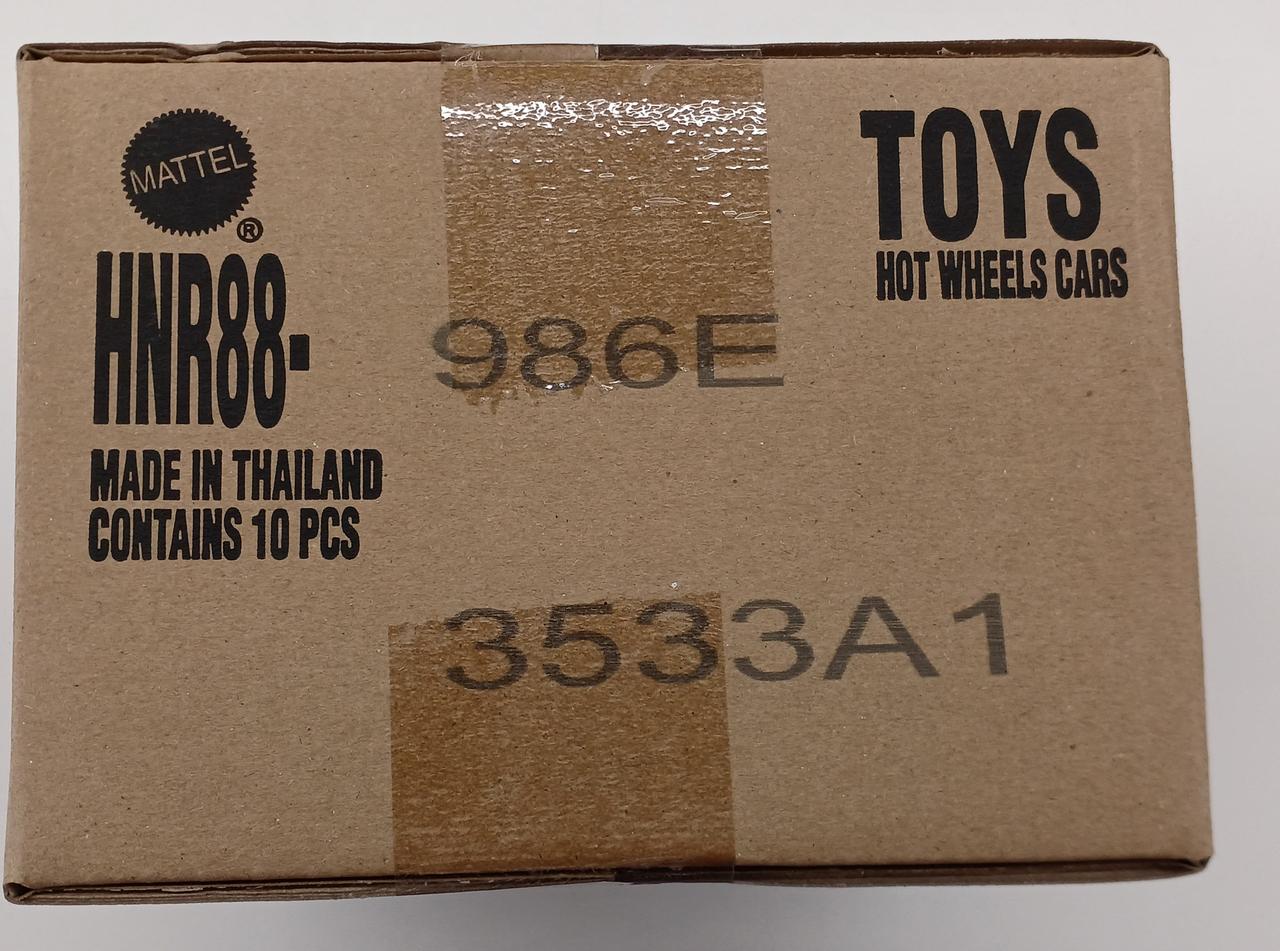 MATTEL
®
HNR88-
986E
MADE IN THAILAND
CONTAINS 10 PCS
TOYS
HOT WHEELS CARS
3533A1